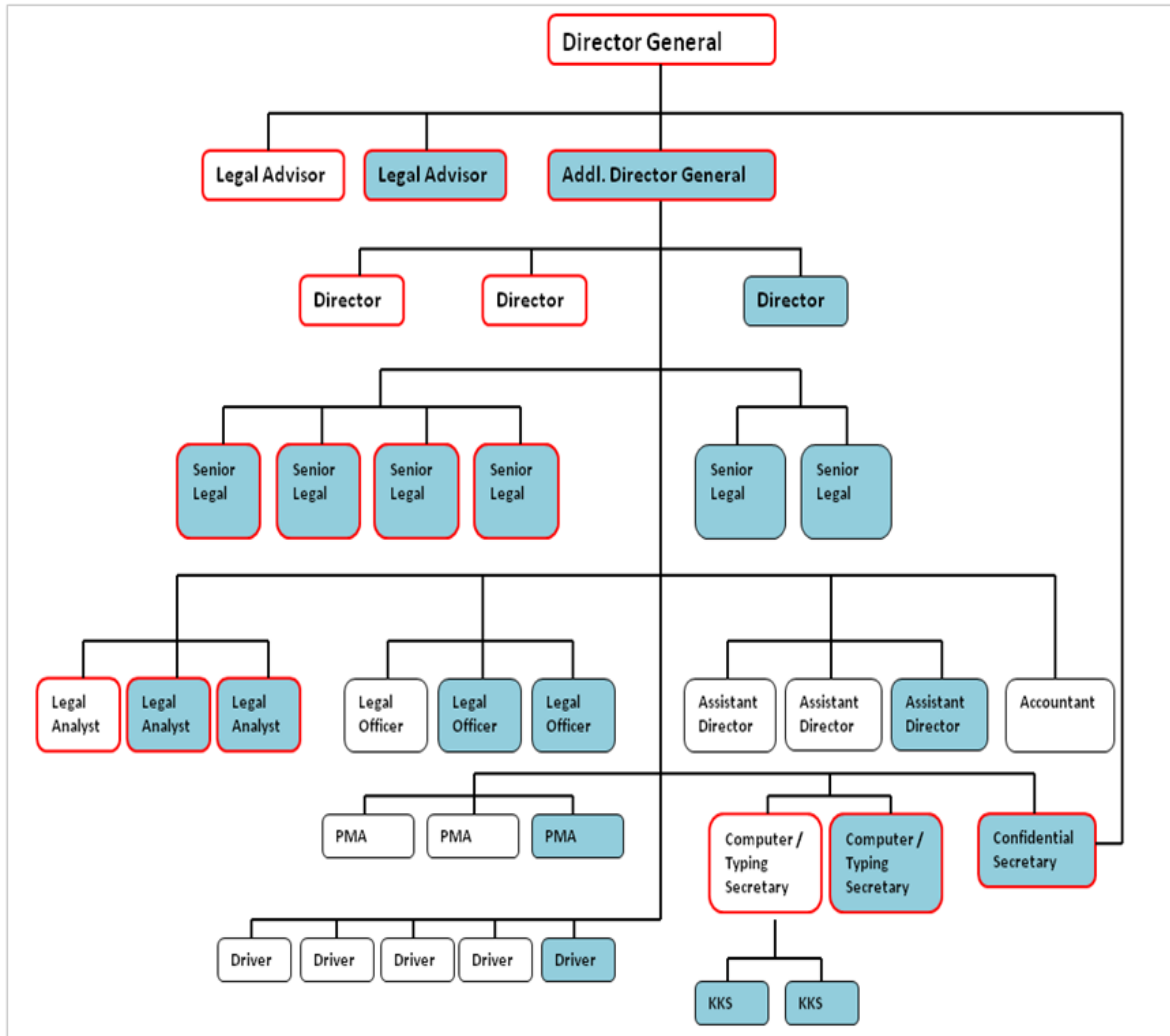 Director General
Legal Advisor
Legal Advisor
Addl. Director General
Director
Director
Director
Senior
Legal
Senior
Legal
Senior
Legal
Senior
Legal
Senior
Legal
Senior
Legal
Legal
Analyst
Legal
Analyst
Legal
Analyst
Legal
Officer
Legal
Officer
Legal
Officer
Assistant
Director
Assistant
Director
Assistant
Director
Accountant
PMA
PMA
PMA
Computer /
Typing
Secretary
Computer /
Typing
Secretary
Confidential
Secretary
Driver
Driver
Driver
Driver
Driver
KKS
KKS